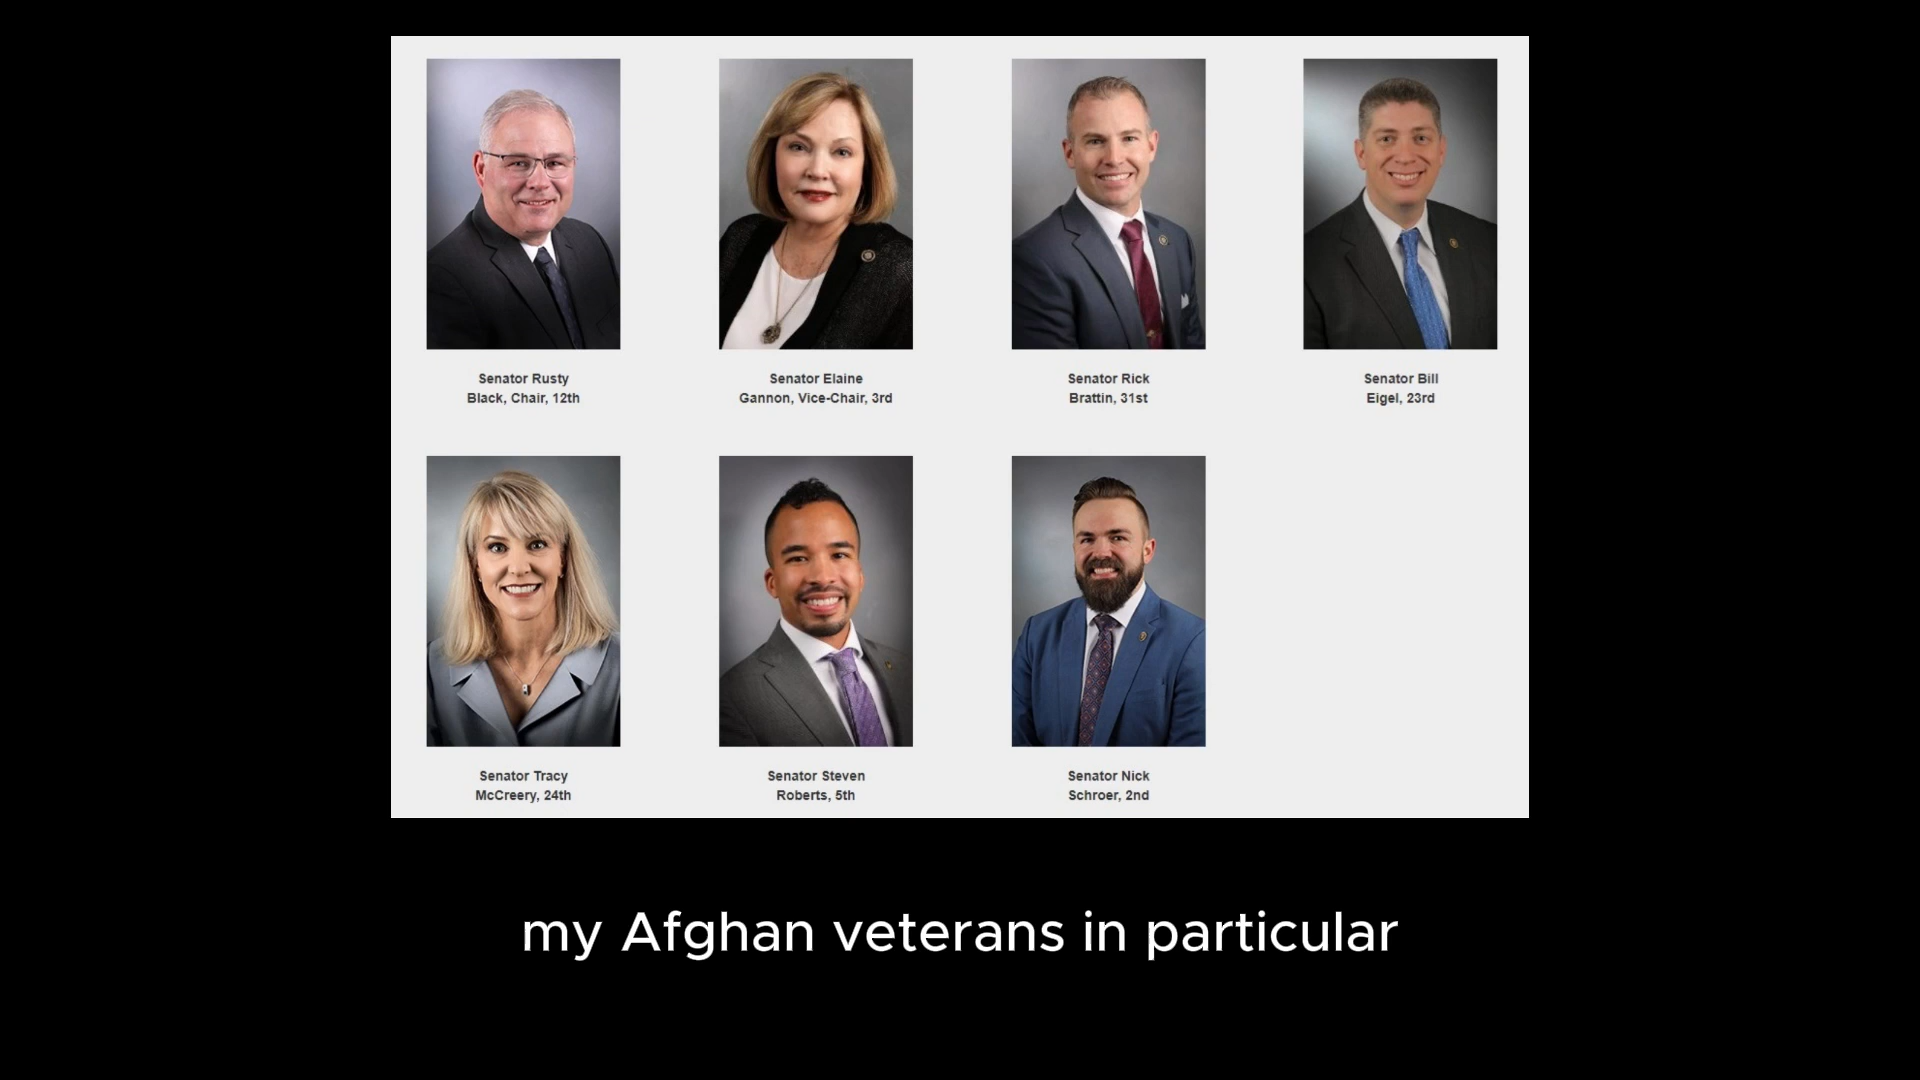 Senator Rusty
Black, Chair, 12th
Senator Elaine
Gannon, Vice-Chair, 3rd
Senator Rick
Brattin, 31st
Senator Bill
Eigel, 23rd
Senator Tracy
McCreery, 24th
Senator Steven
Roberts, 5th
Senator Nick
Schroer, 2nd
my Afghan veterans in particular